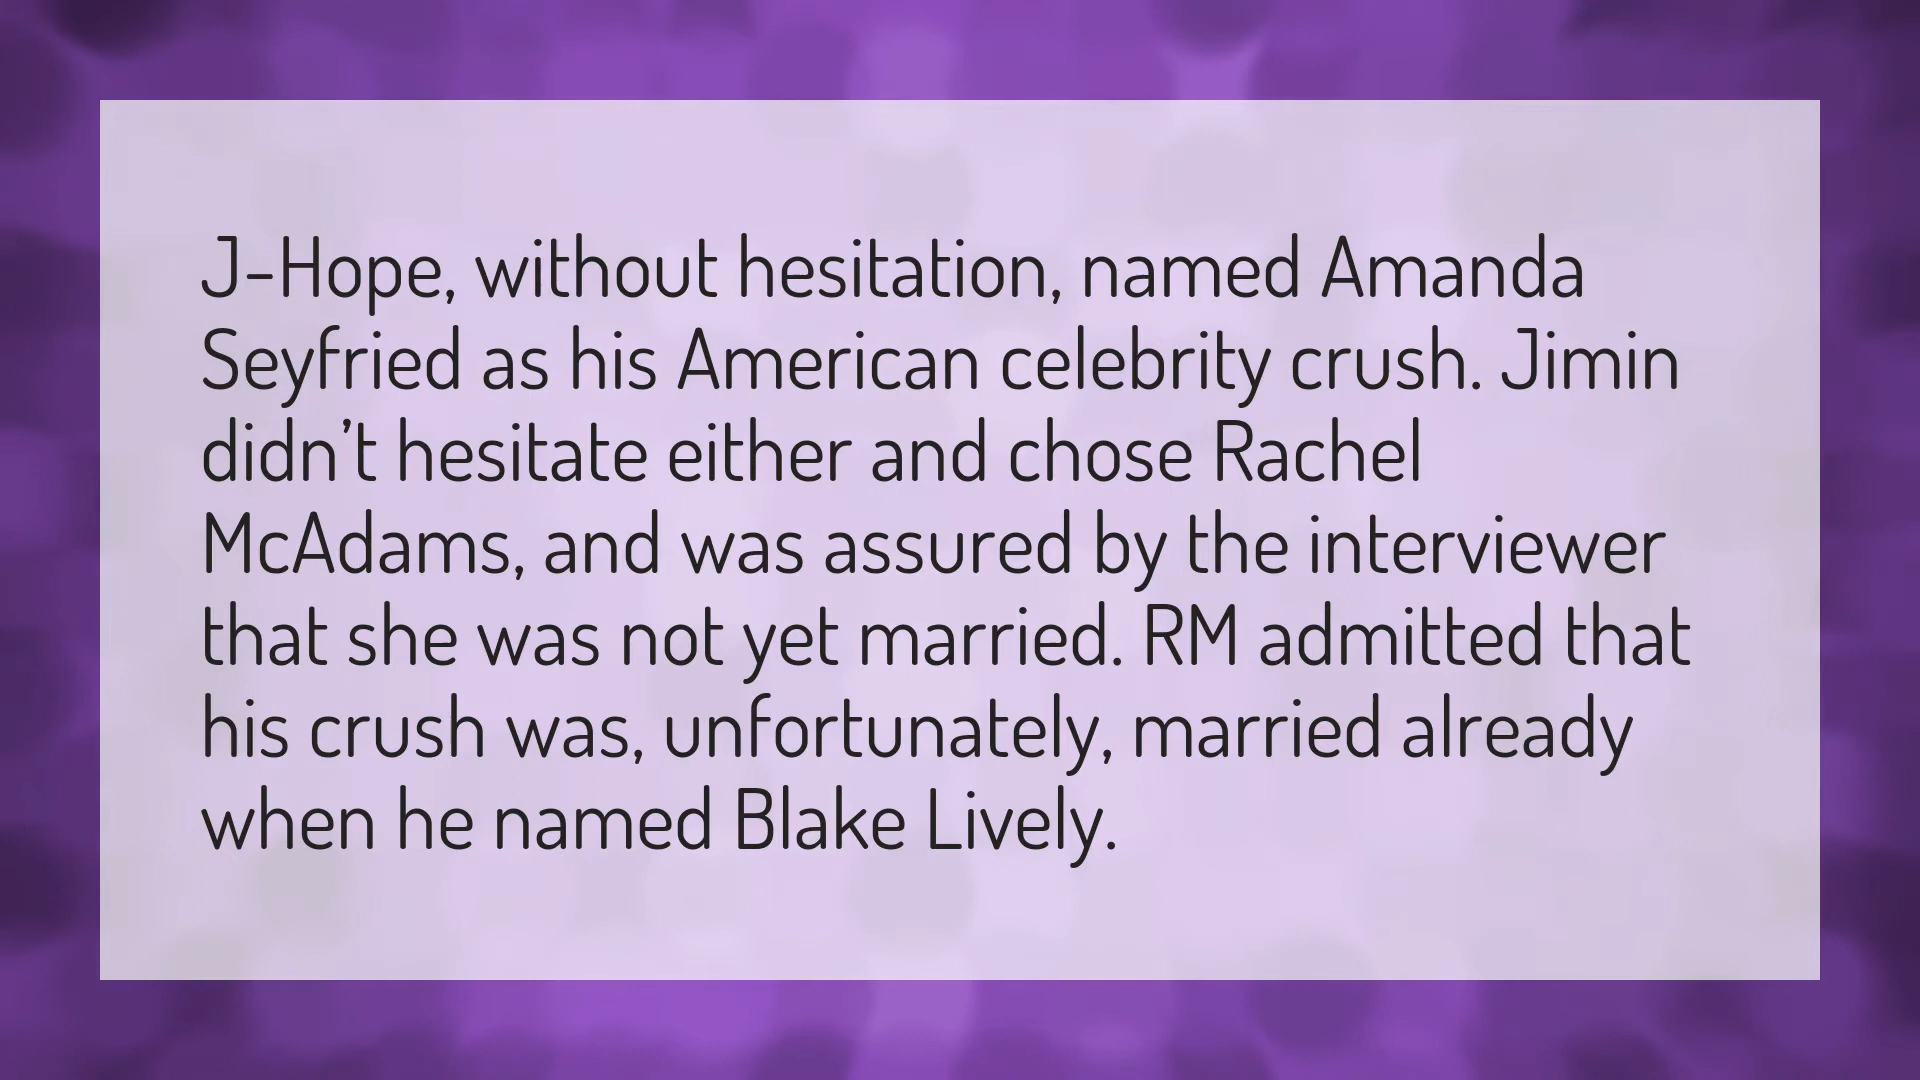 J-Hope, without hesitation, named Amanda
Seyfried as his American celebrity crush. Jimin
didn’t hesitate either and chose Rachel
McAdams, and was assured by the interviewer
that she was not yet married. RM admitted that
his crush was, unfortunately, married already
when he named Blake Lively.